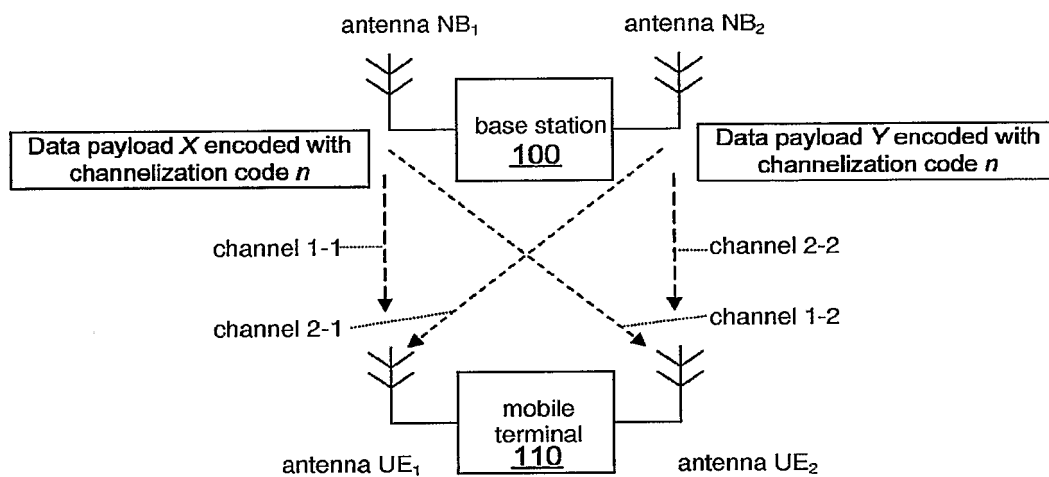 antenna NB₁
antenna NB₂
base station
100
Data payload X encoded with
channelization code n
Data payload Y encoded with
channelization code n
channel 1-1
channel 2-2
channel 2-1
channel 1-2
mobile
terminal
110
antenna UE₁
antenna UE₂